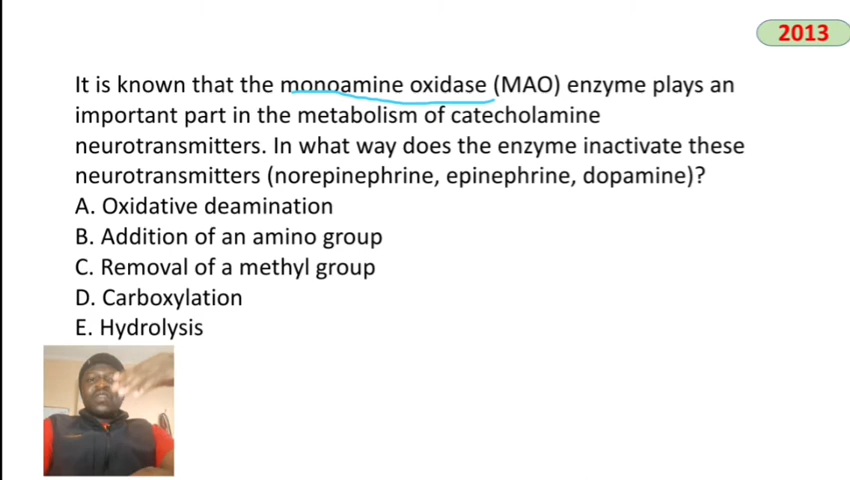 2013
It is known that the monoamine oxidase (MAO) enzyme plays an
important part in the metabolism of catecholamine
neurotransmitters. In what way does the enzyme inactivate these
neurotransmitters (norepinephrine, epinephrine, dopamine)?
A. Oxidative deamination
B. Addition of an amino group
C. Removal of a methyl group
D. Carboxylation
E. Hydrolysis